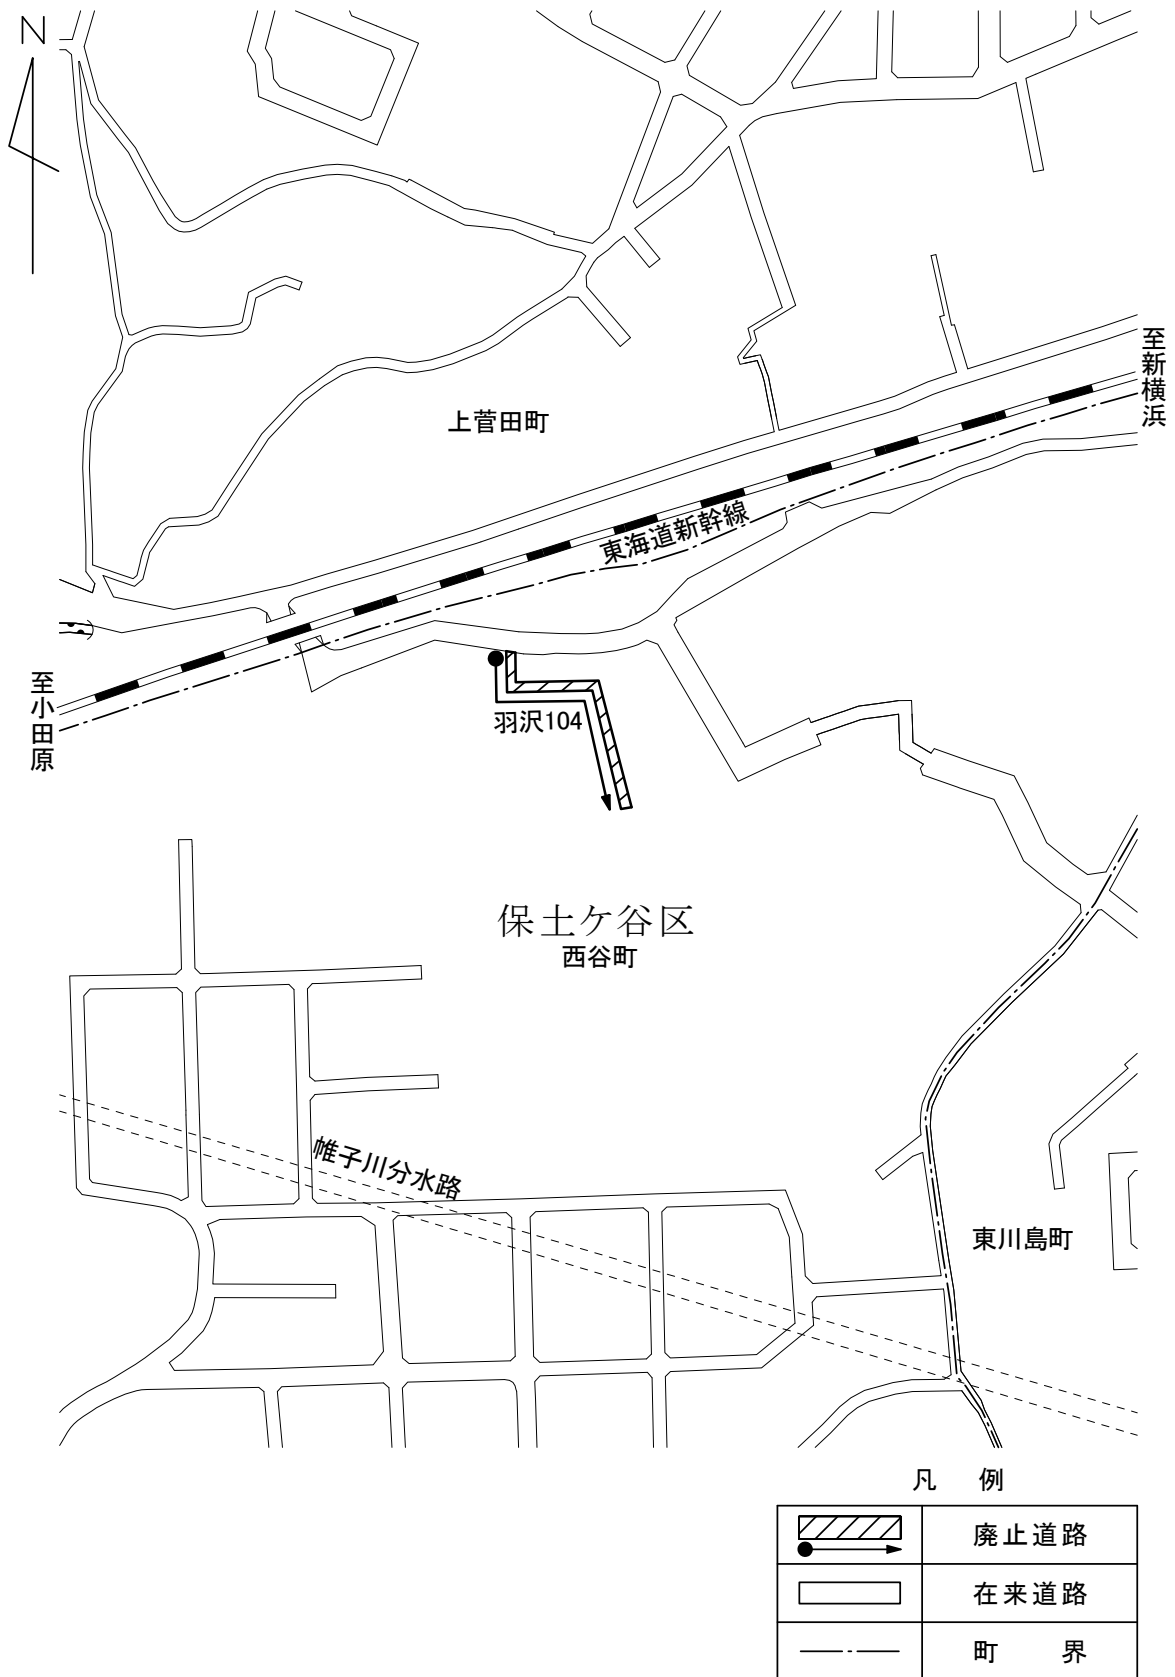 N
至新横浜
上菅田町
東海道新幹線
至小田原
羽沢104
保土ケ谷区
西谷町
帷子川分水路
東川島町
凡 例
廃止道路
在来道路
町 界